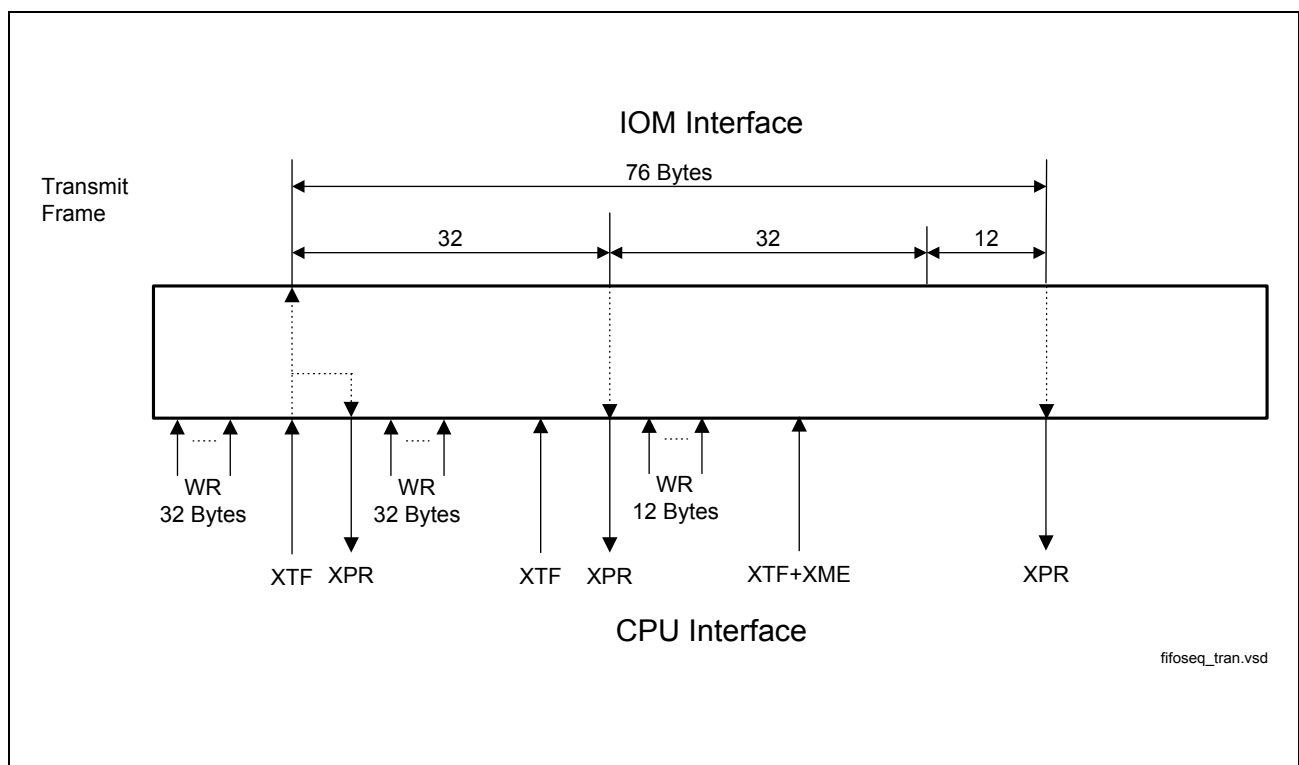 IOM Interface
76 Bytes
Transmit
Frame
32
32
12
.....
.....
.....
WR
32 Bytes
WR
32 Bytes
WR
12 Bytes
XTF
XPR
XTF
XPR
XTF+XME
XPR
CPU Interface
fifoseq_tran.vsd